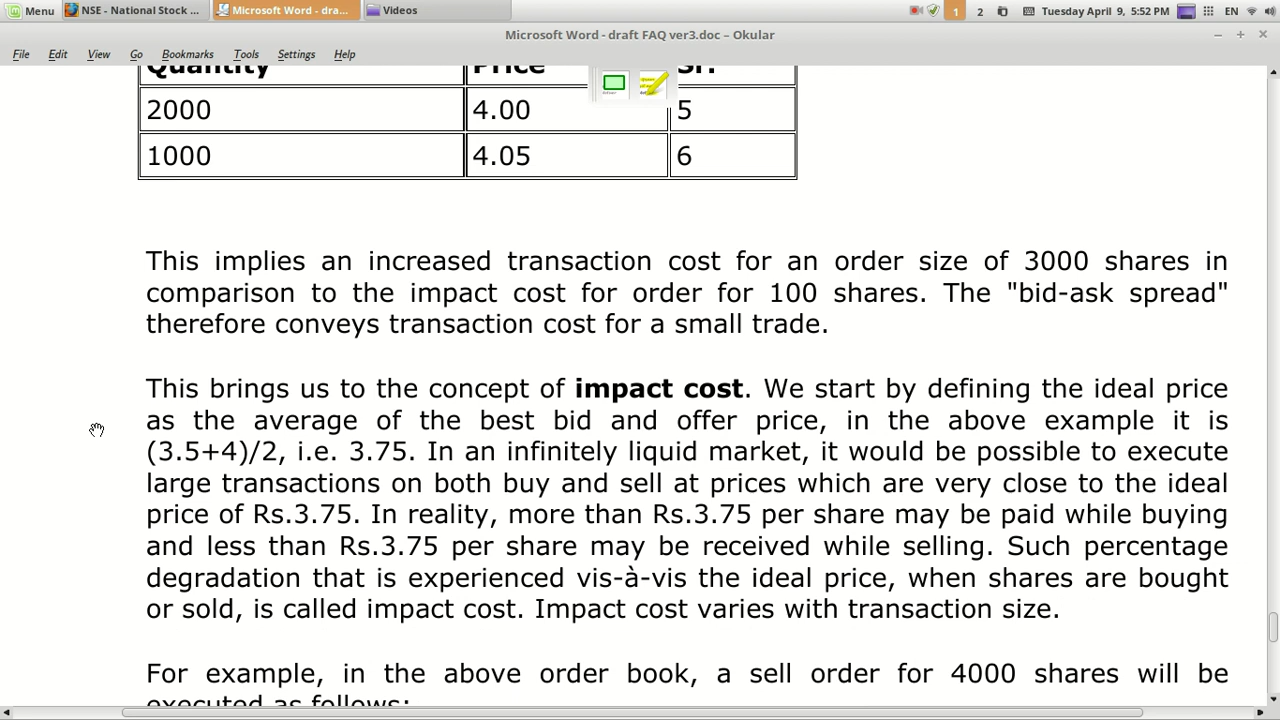 Menu NSE - National Stock ... Microsoft Word - dra... Videos 1 2 Tuesday April 9, 5:52 PM EN
Microsoft Word - draft FAQ ver3.doc – Okular
File Edit View Go Bookmarks Tools Settings Help
Quantity Price Sr.
2000 4.00 5
1000 4.05 6
This implies an increased transaction cost for an order size of 3000 shares in
comparison to the impact cost for order for 100 shares. The "bid-ask spread"
therefore conveys transaction cost for a small trade.
This brings us to the concept of impact cost. We start by defining the ideal price
as the average of the best bid and offer price, in the above example it is
(3.5+4)/2, i.e. 3.75. In an infinitely liquid market, it would be possible to execute
large transactions on both buy and sell at prices which are very close to the ideal
price of Rs.3.75. In reality, more than Rs.3.75 per share may be paid while buying
and less than Rs.3.75 per share may be received while selling. Such percentage
degradation that is experienced vis-à-vis the ideal price, when shares are bought
or sold, is called impact cost. Impact cost varies with transaction size.
For example, in the above order book, a sell order for 4000 shares will be
executed as follows: